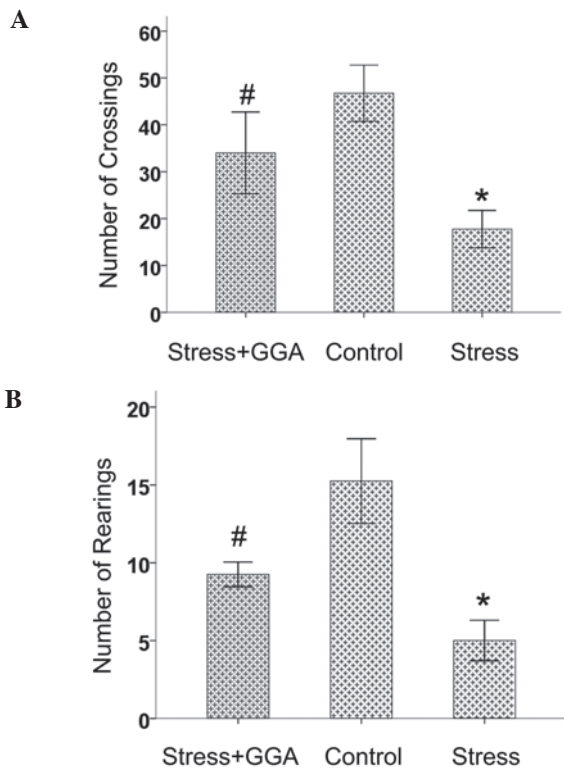 A
Number of Crossings
60
50
40
30
20
10
0
#
*
Stress+GGA Control Stress
B
Number of Rearings
20
15
10
5
0
#
*
Stress+GGA Control Stress